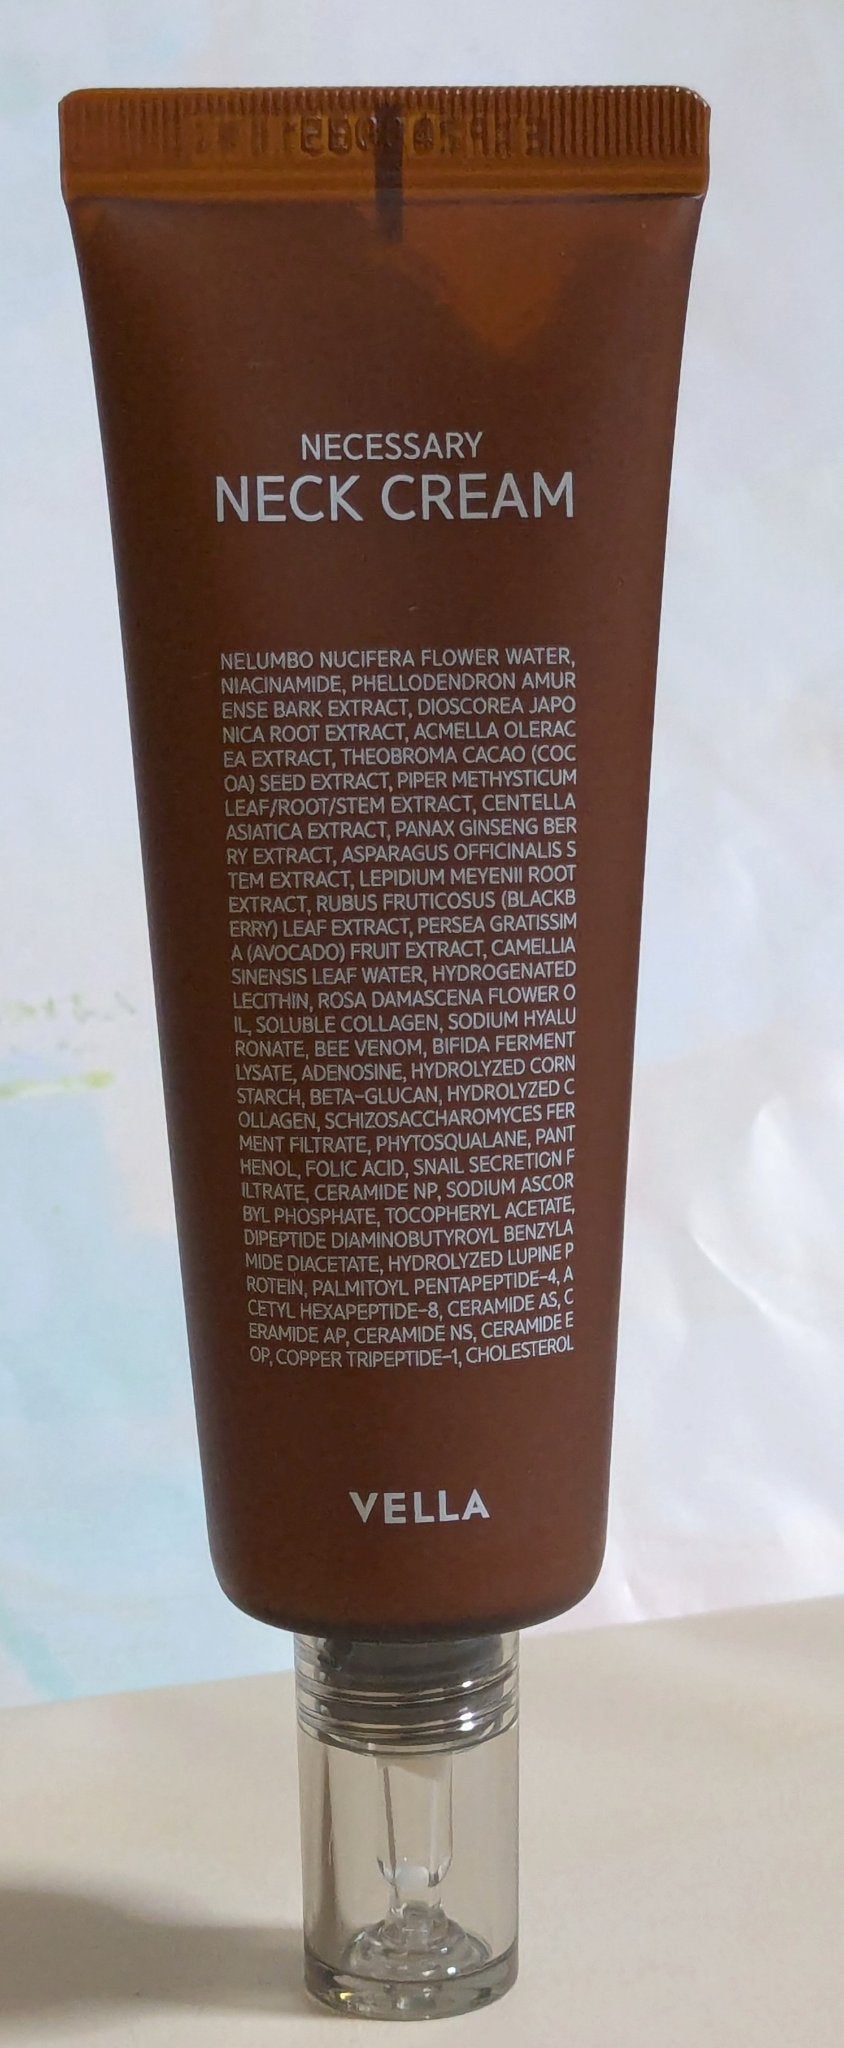 NECESSARY
NECK CREAM
NELUMBO NUCIFERA FLOWER WATER,
NIACINAMIDE, PHELLODENDRON AMUR
ENSE BARK EXTRACT, DIOSCOREA JAPO
NICA ROOT EXTRACT, ACMELLA OLERAC
EA EXTRACT, THEOBROMA CACAO (COC
OA) SEED EXTRACT, PIPER METHYSTICUM
LEAF/ROOT/STEM EXTRACT, CENTELLA
ASIATICA EXTRACT, PANAX GINSENG BER
RY EXTRACT, ASPARAGUS OFFICINALIS S
TEM EXTRACT, LEPIDIUM MEYENII ROOT
EXTRACT, RUBUS FRUTICOSUS (BLACKB
ERRY) LEAF EXTRACT, PERSEA GRATISSIM
A (AVOCADO) FRUIT EXTRACT, CAMELLIA
SINENSIS LEAF WATER, HYDROGENATED
LECITHIN, ROSA DAMASCENA FLOWER O
IL, SOLUBLE COLLAGEN, SODIUM HYALU
RONATE, BEE VENOM, BIFIDA FERMENT
LYSATE, ADENOSINE, HYDROLYZED CORN
STARCH, BETA-GLUCAN, HYDROLYZED C
OLLAGEN, SCHIZOSACCHAROMYCES FER
MENT FILTRATE, PHYTOSQUALANE, PANT
HENOL, FOLIC ACID, SNAIL SECRETION F
ILTRATE, CERAMIDE NP, SODIUM ASCOR
BYL PHOSPHATE, TOCOPHERYL ACETATE,
DIPEPTIDE DIAMINOBUTYROYL BENZYLA
MIDE DIACETATE, HYDROLYZED LUPINE P
ROTEIN, PALMITOYL PENTAPEPTIDE-4, A
CETYL HEXAPEPTIDE-8, CERAMIDE AS, C
ERAMIDE AP, CERAMIDE NS, CERAMIDE E
OP, COPPER TRIPEPTIDE-1, CHOLESTEROL
VELLA